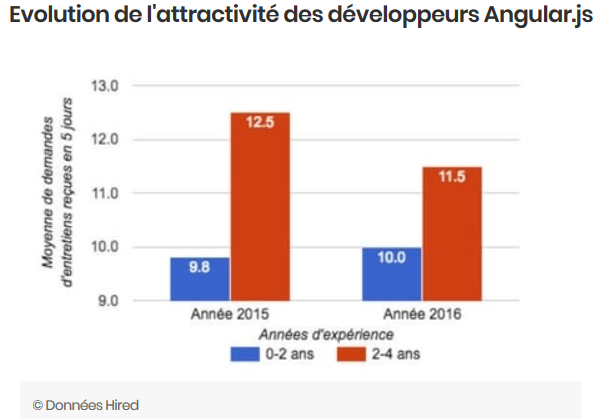 Evolution de l'attractivité des développeurs Angular.js
Moyenne de demandes
d'entretiens reçues en 5 jours
13.0
12.0
11.0
10.0
9.0
9.8
12.5
10.0
11.5
Année 2015
Année 2016
Années d'expérience
0-2 ans
2-4 ans
© Données Hired